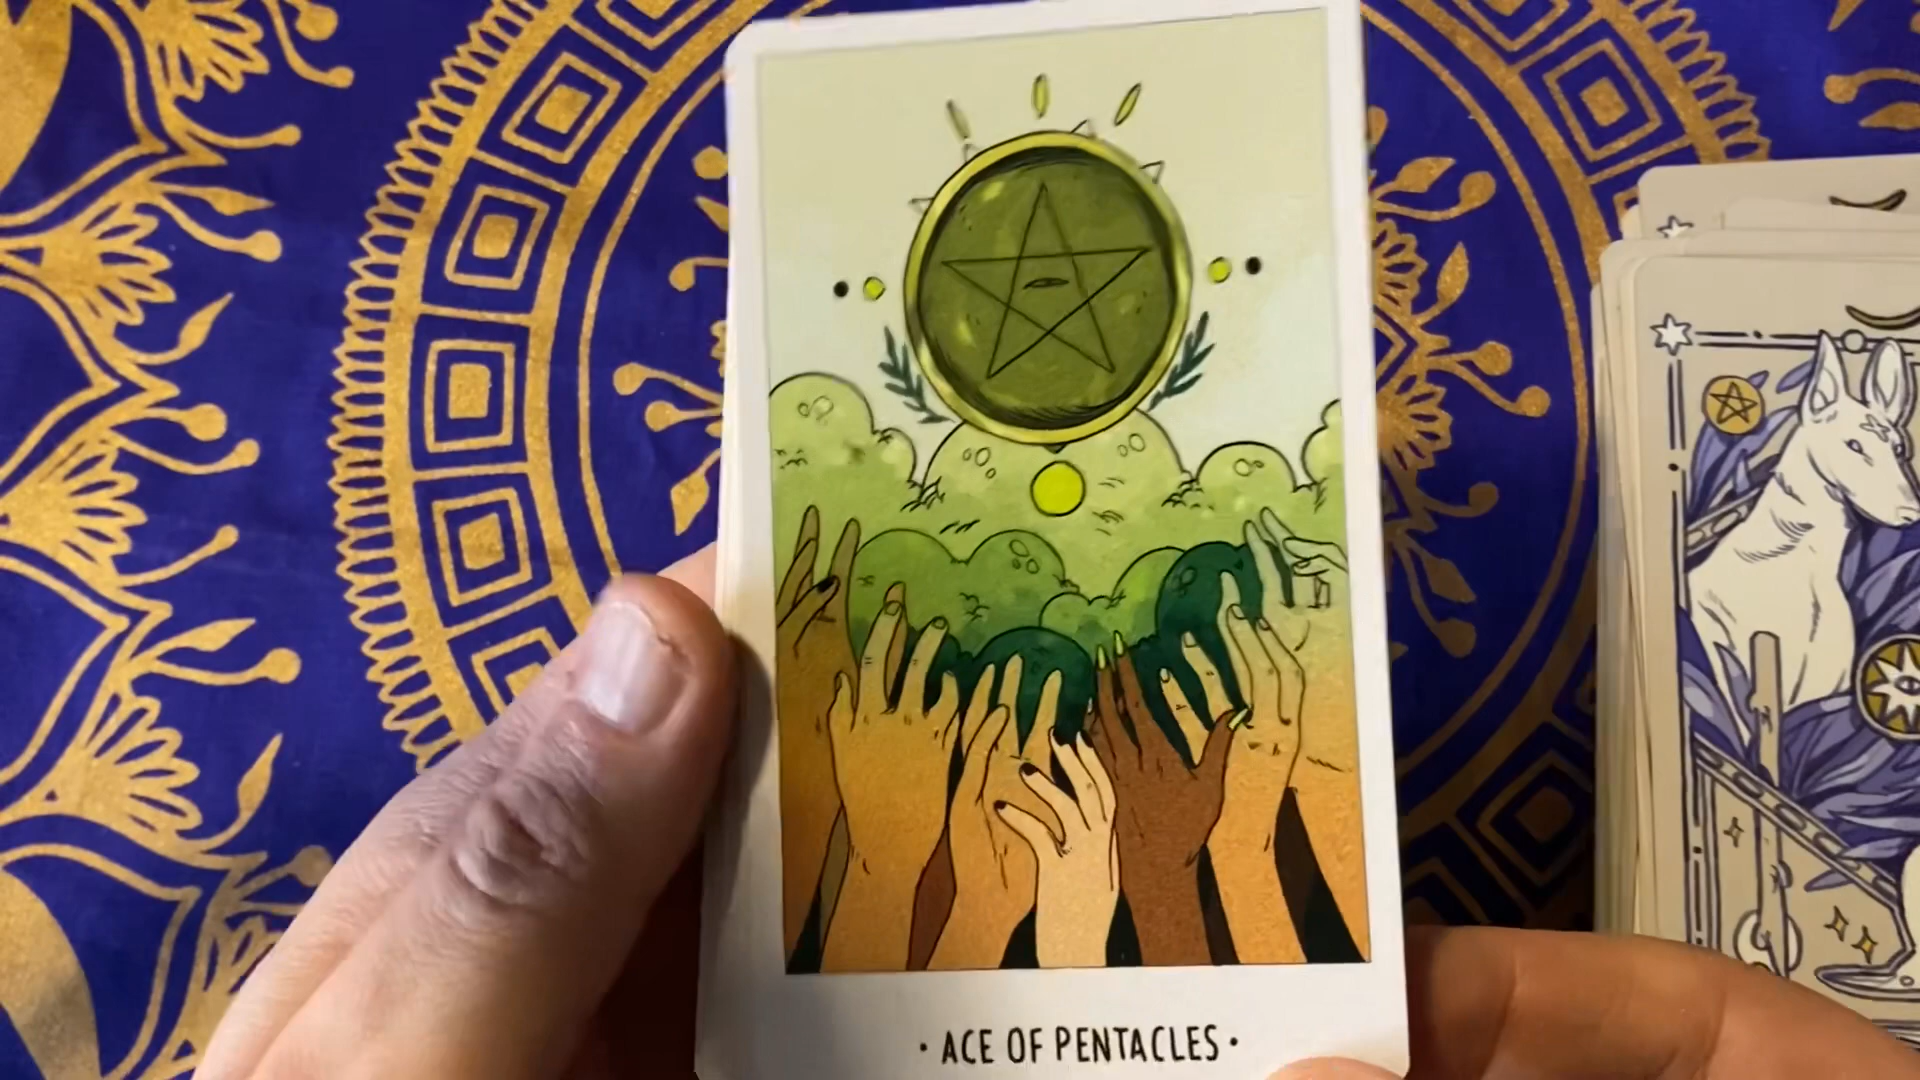 · ACE OF PENTACLES ·